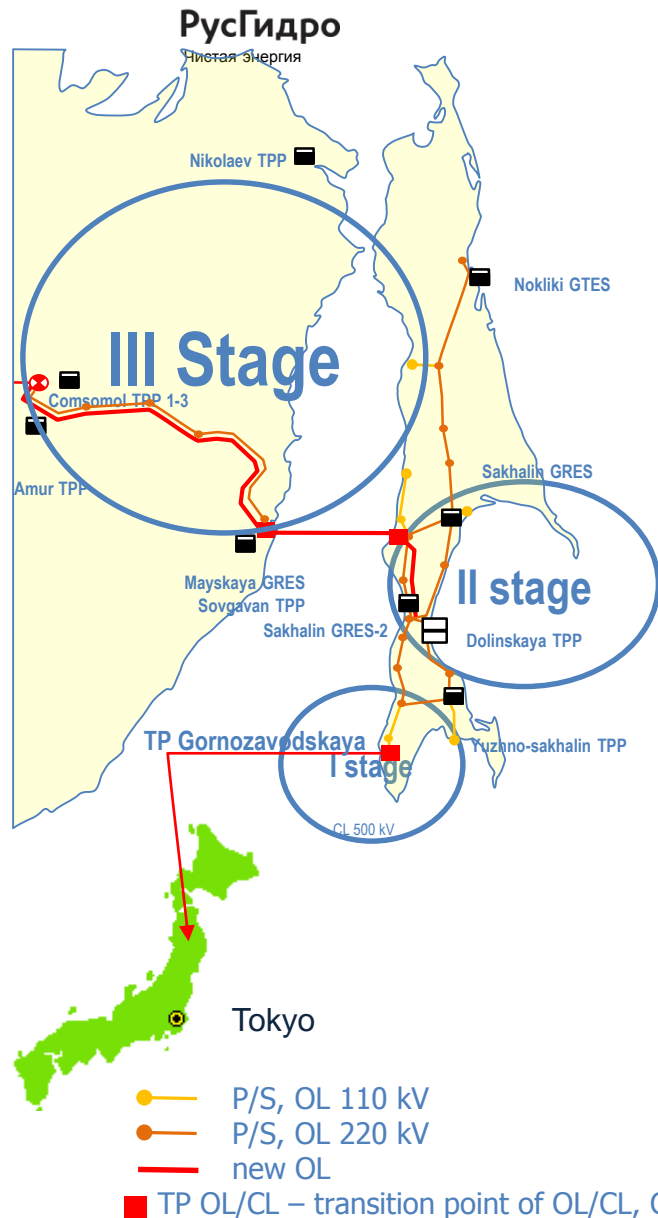 РусГидро
Чистая энергия
Nikolaev TPP
Nokliki GTES
III Stage
Comsomol TPP 1-3
Sakhalin GRES
Amur TPP
II stage
Mayskaya GRES
Sovgavan TPP
Sakhalin GRES-2
Dolinskaya TPP
TP Gornozavodskaya
Yuzhno-sakhalin TPP
I stage
CL 500 kV
Tokyo
P/S, OL 110 kV
P/S, OL 220 kV
new OL
TP OL/CL – transition point of OL/CL,